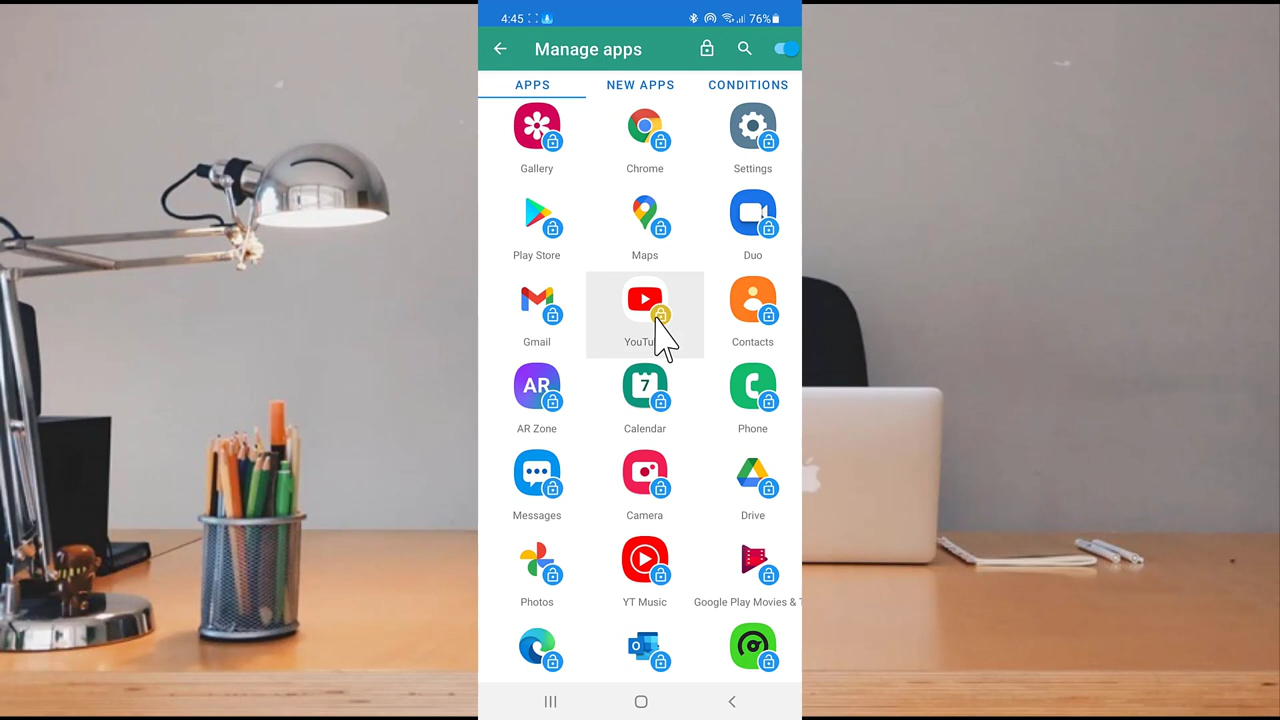 4:45 76%
Manage apps
APPS NEW APPS CONDITIONS
Gallery Chrome Settings
Play Store Maps Duo
Gmail Contacts
AR
7
AR Zone Calendar Phone
Messages Camera Drive
Photos YT Music Google Play Movies &